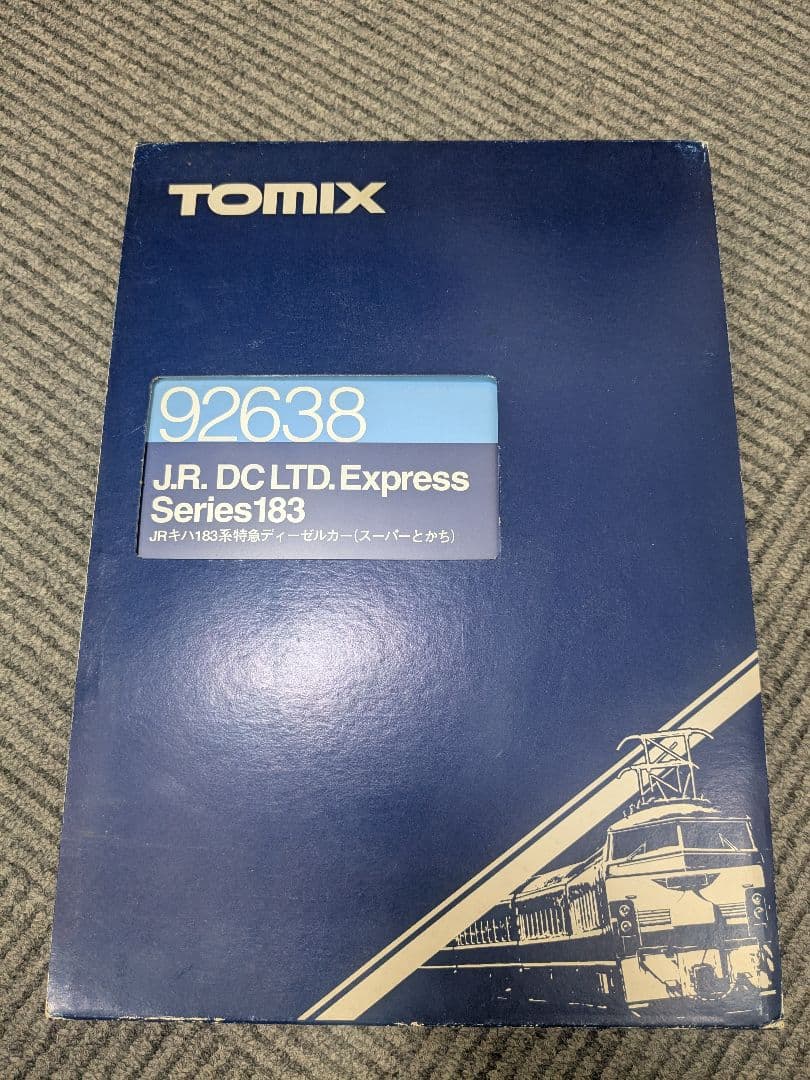 TOMIX
92638
J.R. DC LTD. Express
Series183
JRキハ183系特急ディーゼルカー(スーパーとかち)